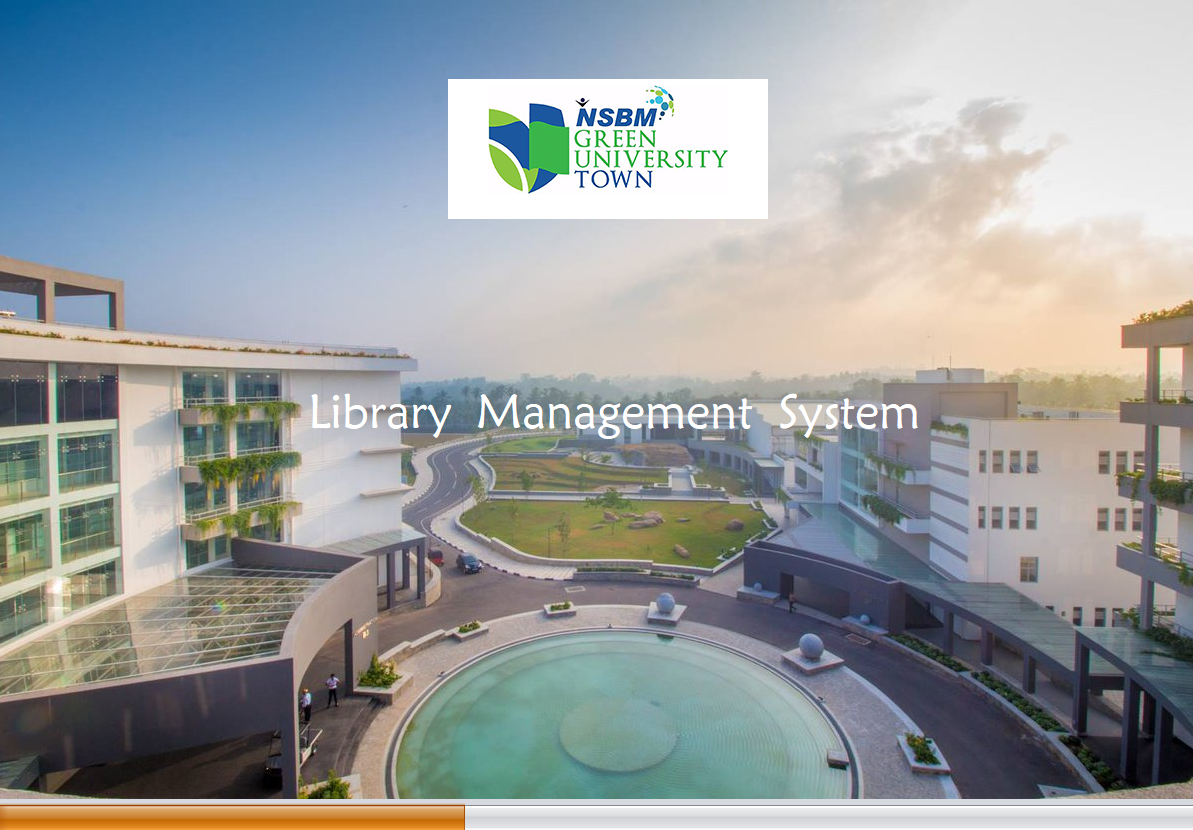 NSBM
GREEN
UNIVERSITY
TOWN
Library Management System